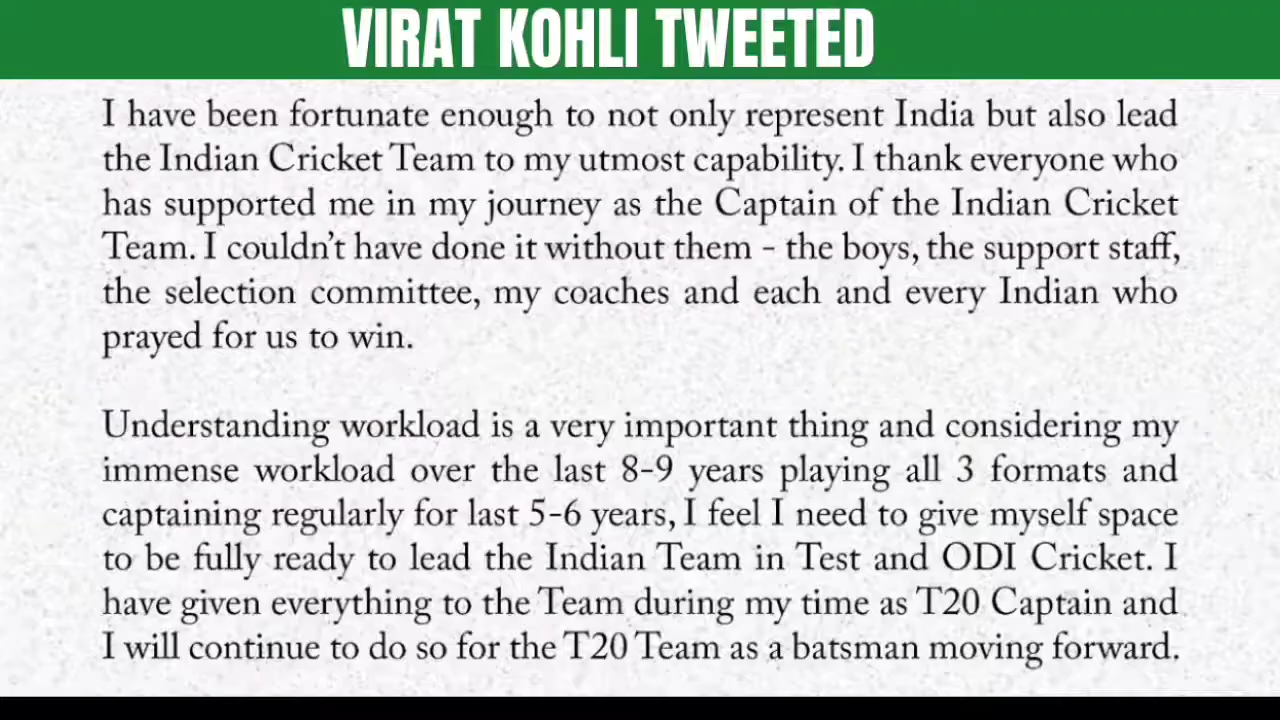 VIRAT KOHLI TWEETED
I have been fortunate enough to not only represent India but also lead
the Indian Cricket Team to my utmost capability. I thank everyone who
has supported me in my journey as the Captain of the Indian Cricket
Team. I couldn't have done it without them - the boys, the support staff,
the selection committee, my coaches and each and every Indian who
prayed for us to win.
Understanding workload is a very important thing and considering my
immense workload over the last 8-9 years playing all 3 formats and
captaining regularly for last 5-6 years, I feel I need to give myself space
to be fully ready to lead the Indian Team in Test and ODI Cricket. I
have given everything to the Team during my time as T20 Captain and
I will continue to do so for the T20 Team as a batsman moving forward.